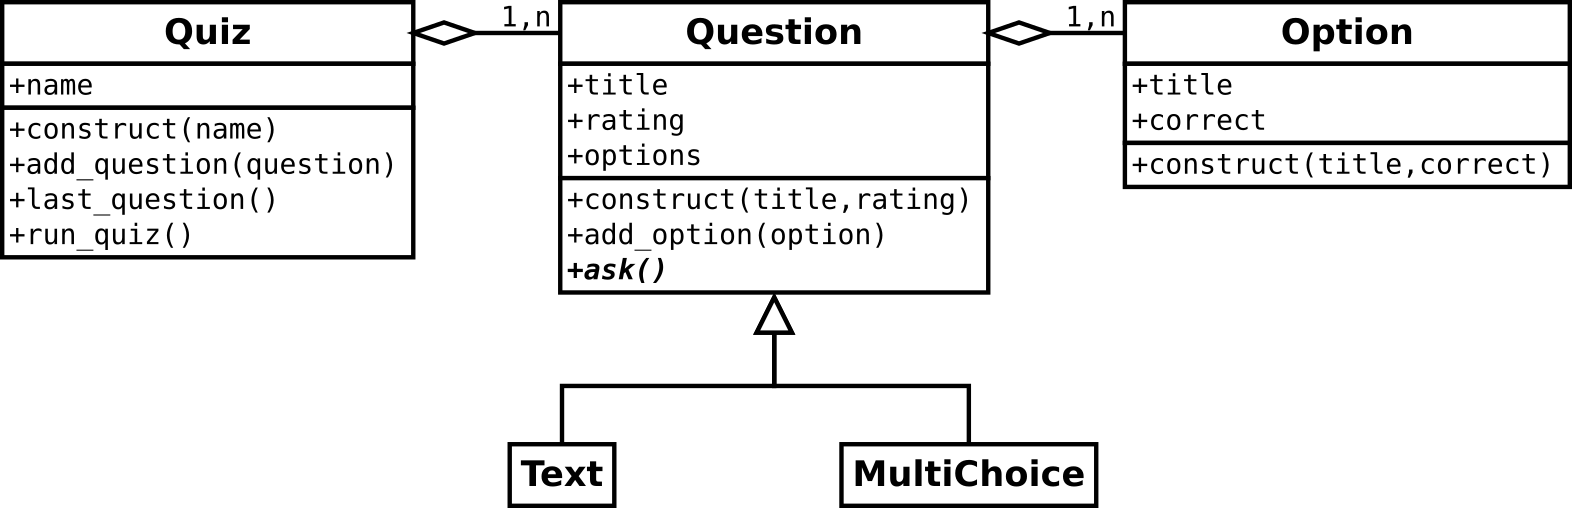 Quiz
+name
+construct(name)
+add_question(question)
+last_question()
+run_quiz()
1,n
Question
+title
+rating
+options
+construct(title,rating)
+add_option(option)
+ask()
1,n
Option
+title
+correct
+construct(title,correct)
Text
MultiChoice